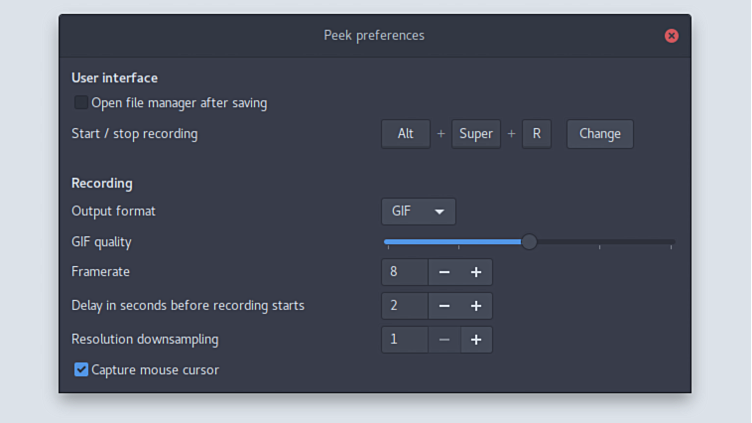 Peek preferences
User interface
Open file manager after saving
Start / stop recording Alt + Super + R Change
Recording
Output format GIF
GIF quality
Framerate 8 − +
Delay in seconds before recording starts 2 − +
Resolution downsampling 1 − +
Capture mouse cursor